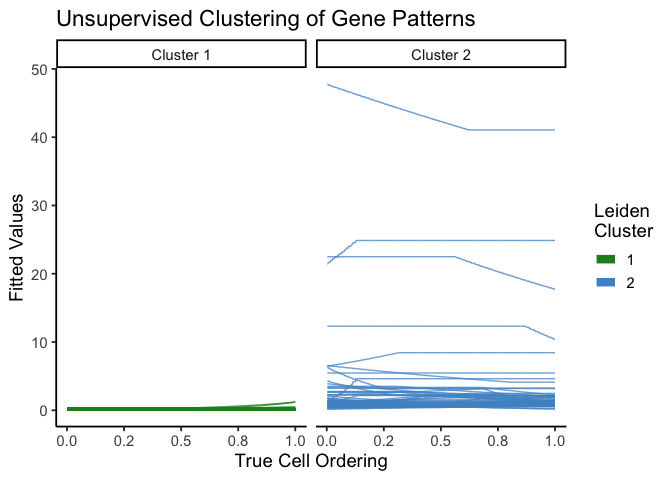 Unsupervised Clustering of Gene Patterns
Cluster 1
Cluster 2
50
40
30
20
10
0
Fitted Values
0.0 0.2 0.5 0.8 1.0
0.0 0.2 0.5 0.8 1.0
True Cell Ordering
Leiden
Cluster
1
2